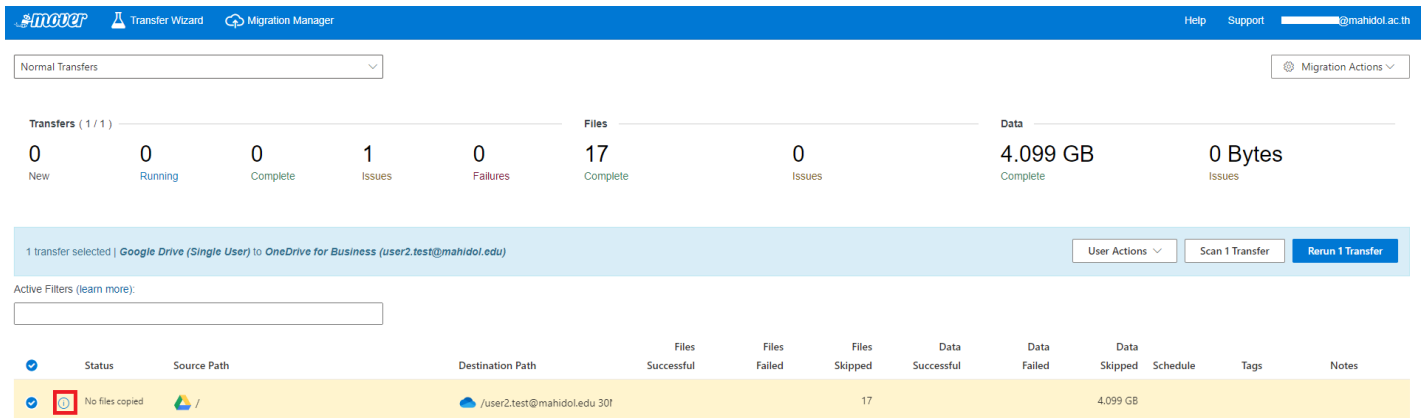 mover Transfer Wizard Migration Manager Help Support @mahidol.ac.th
Normal Transfers Migration Actions
Transfers ( 1 / 1 ) Files Data
0 0 0 1 0 17 0 4.099 GB 0 Bytes
New Running Complete Issues Failures Complete Issues Complete Issues
1 transfer selected | Google Drive (Single User) to OneDrive for Business (user2.test@mahidol.edu) User Actions Scan 1 Transfer Rerun 1 Transfer
Active Filters (learn more):
Files Files Files Data Data Data
Status Source Path Destination Path Successful Failed Skipped Successful Failed Skipped Schedule Tags Notes
No files copied / /user2.test@mahidol.edu 17 4.099 GB